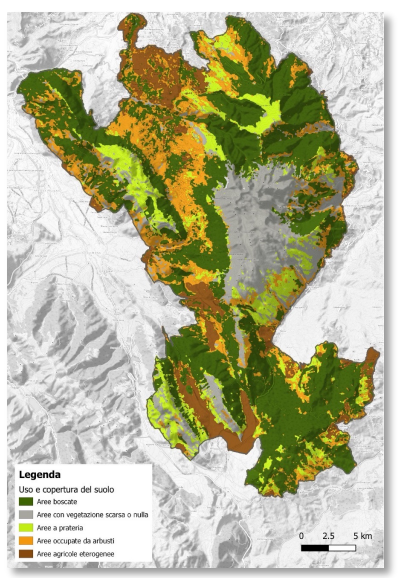 Legenda
Uso e copertura del suolo
Aree boscate
Aree con vegetazione scarsa o nulla
Aree a prateria
Aree occupate da arbusti
Aree agricole eterogenee
0 2.5 5 km